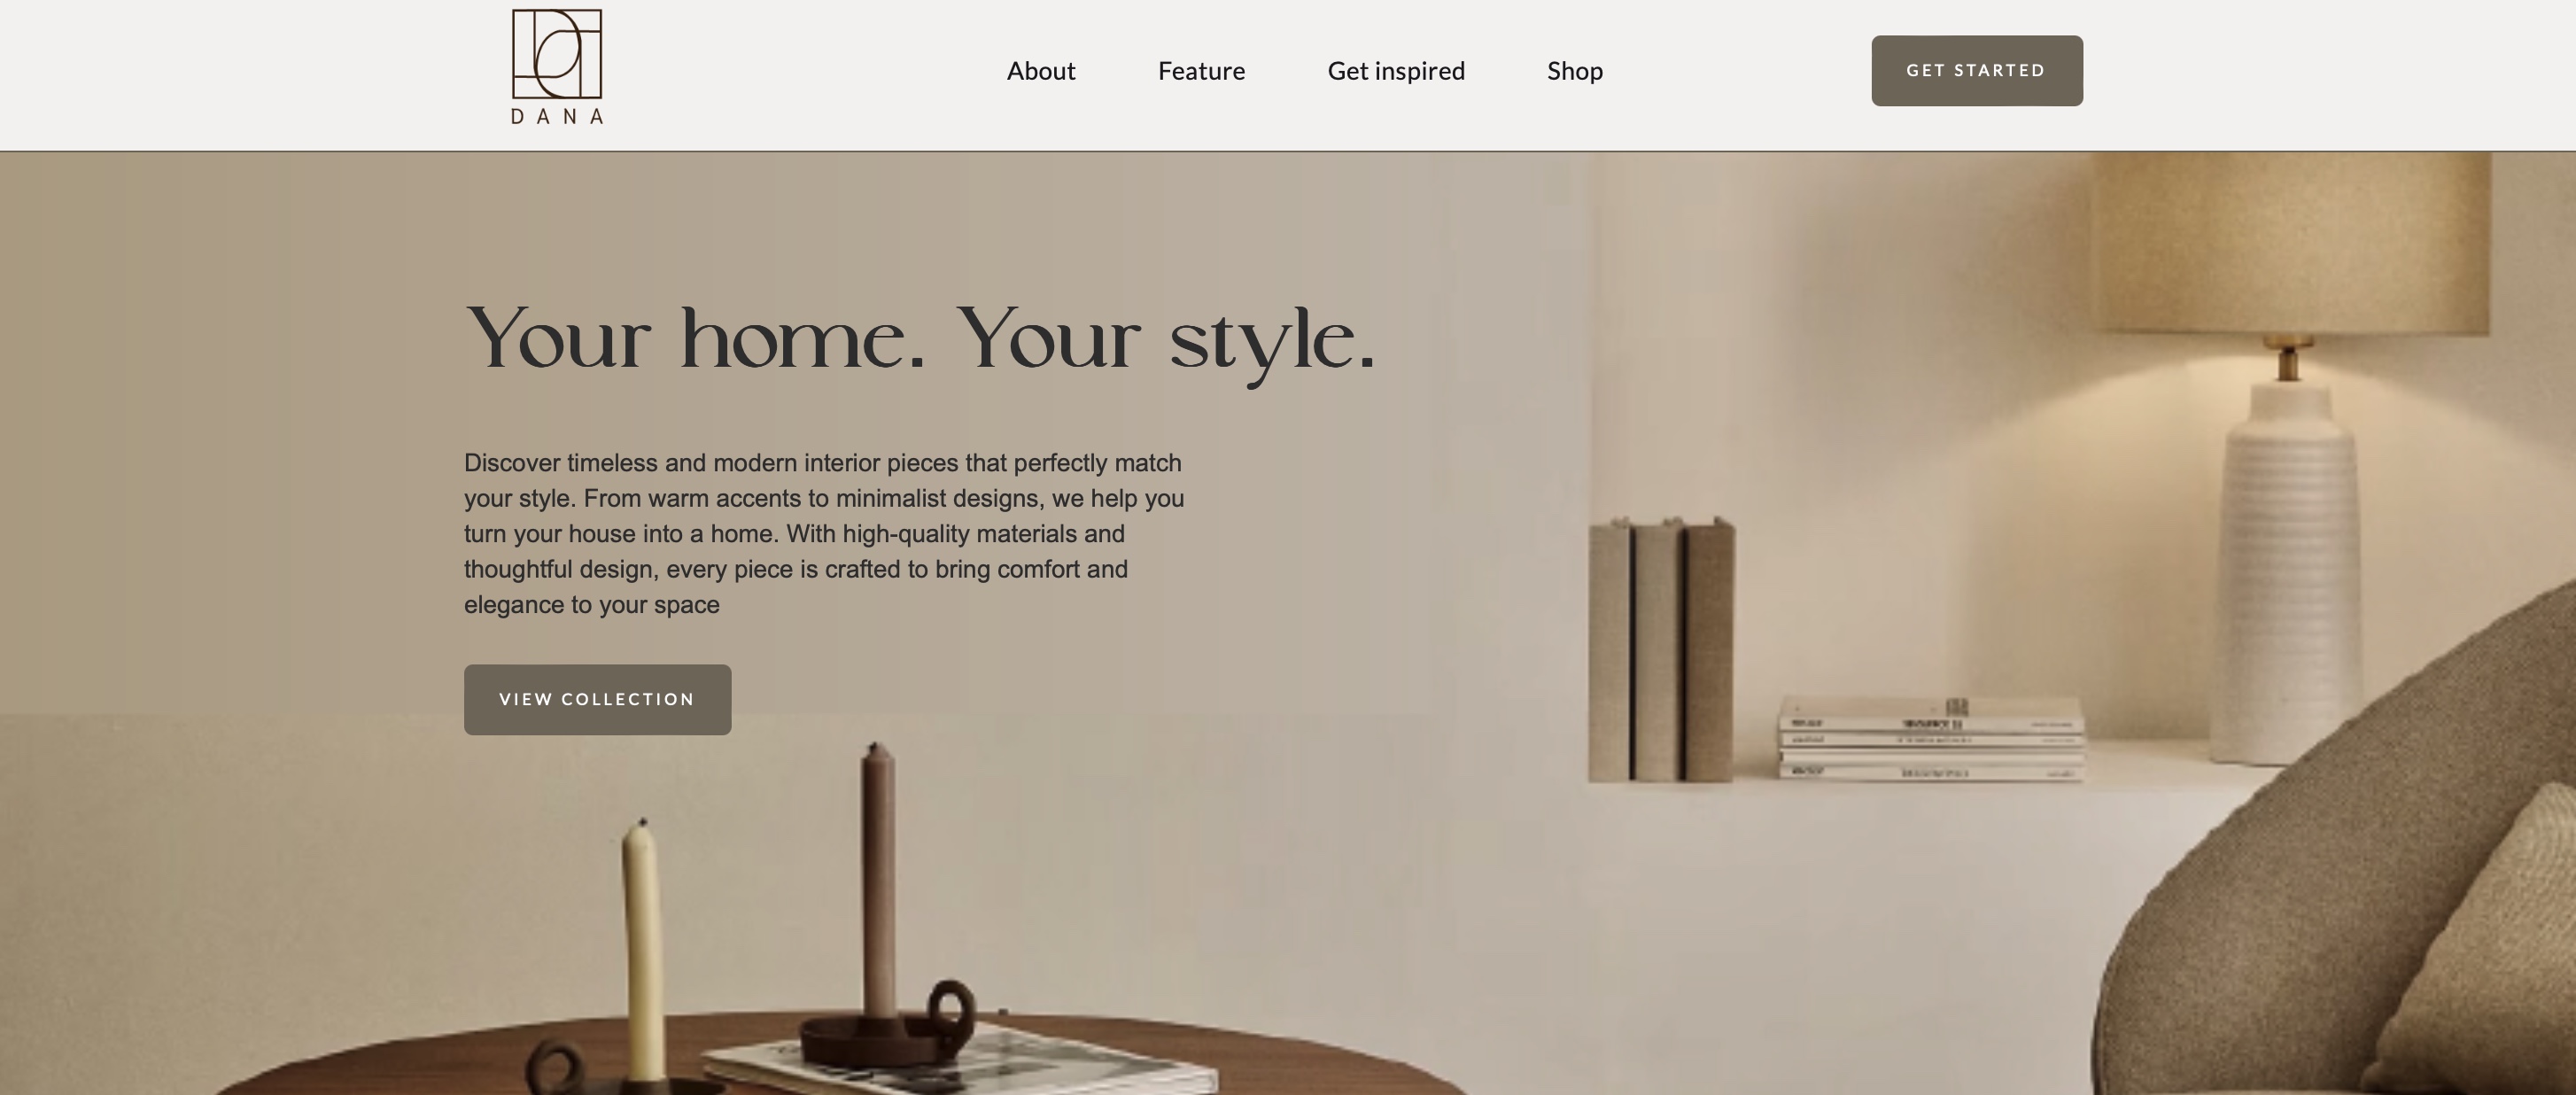 DANA
About
Feature
Get inspired
Shop
GET STARTED
Your home. Your style.
Discover timeless and modern interior pieces that perfectly match
your style. From warm accents to minimalist designs, we help you
turn your house into a home. With high-quality materials and
thoughtful design, every piece is crafted to bring comfort and
elegance to your space
VIEW COLLECTION